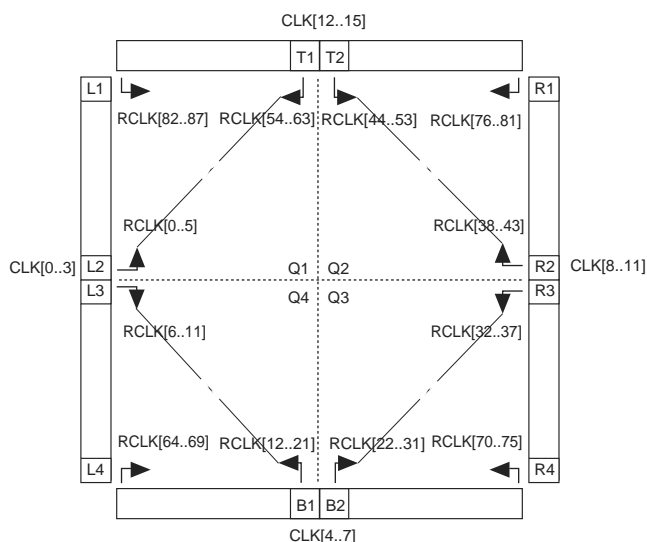 CLK[12..15]
T1 T2
L1 R1
RCLK[82..87] RCLK[54..63] RCLK[44..53] RCLK[76..81]
RCLK[0..5] RCLK[38..43]
CLK[0..3] L2 Q1 Q2 R2 CLK[8..11]
L3 Q4 Q3 R3
RCLK[6..11] RCLK[32..37]
RCLK[64..69] RCLK[12..21] RCLK[22..31] RCLK[70..75]
L4 R4
B1 B2
CLK[4..7]